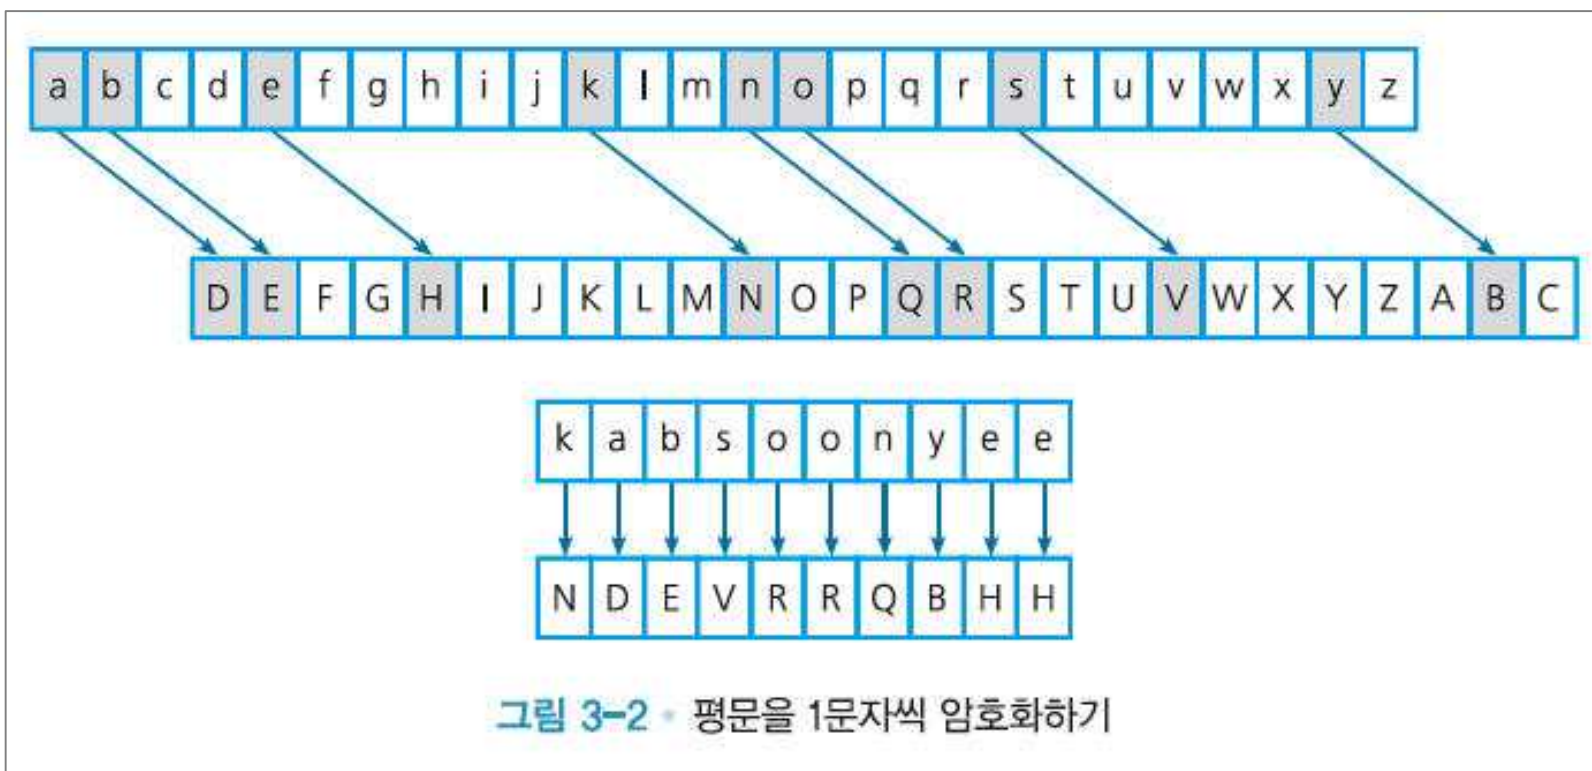 a b c d e f g h i j k l m n o p q r s t u v w x y z
D E F G H I J K L M N O P Q R S T U V W X Y Z A B C
k a b s o o n y e e
N D E V R R Q B H H
그림 3-2 • 평문을 1문자씩 암호화하기